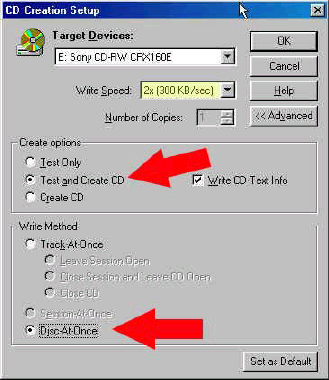 CD Creation Setup
Target Devices:
E: Sony CD-RW CRX160E
OK
Cancel
Write Speed: 2x (300 KB/sec)
Help
Number of Copies: 1
<< Advanced
Create options
Test Only
Test and Create CD
Write CD Text Info
Create CD
Write Method
Track-At-Once
Leave Session Open
Close Session and Leave CD Open
Close CD
Session-At-Once
Disc-At-Once
Set as Default